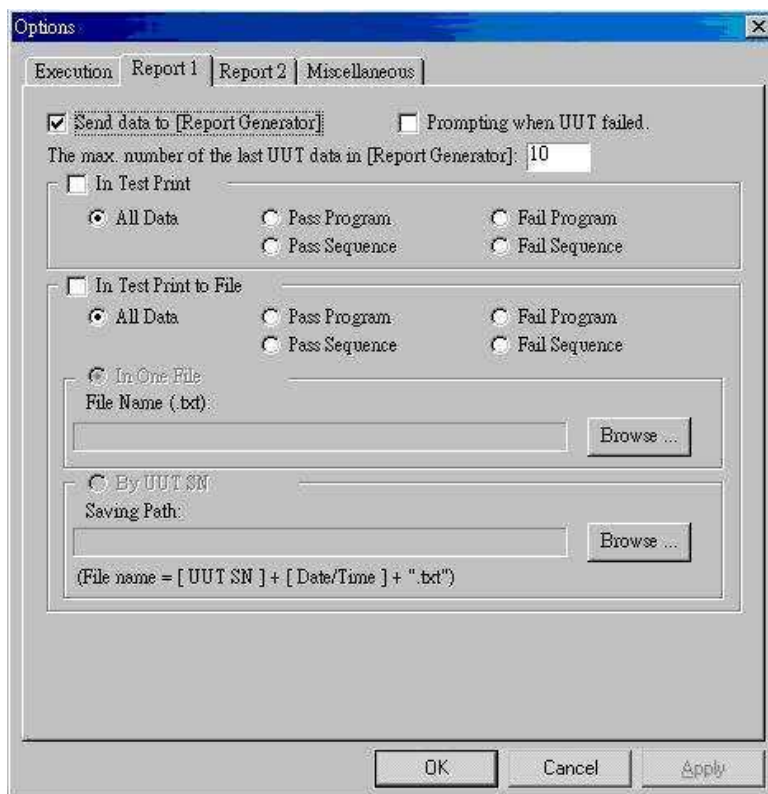 Options
Execution Report 1 Report 2 Miscellaneous
Send data to [Report Generator] Prompting when UUT failed.
The max. number of the last UUT data in [Report Generator]: 10
In Test Print
All Data Pass Program Fail Program
Pass Sequence Fail Sequence
In Test Print to File
All Data Pass Program Fail Program
Pass Sequence Fail Sequence
In One File
File Name (.txt):
Browse ...
By UUT SN
Saving Path:
Browse ...
(File name = [ UUT SN ] + [ Date/Time ] + ".txt")
OK Cancel Apply